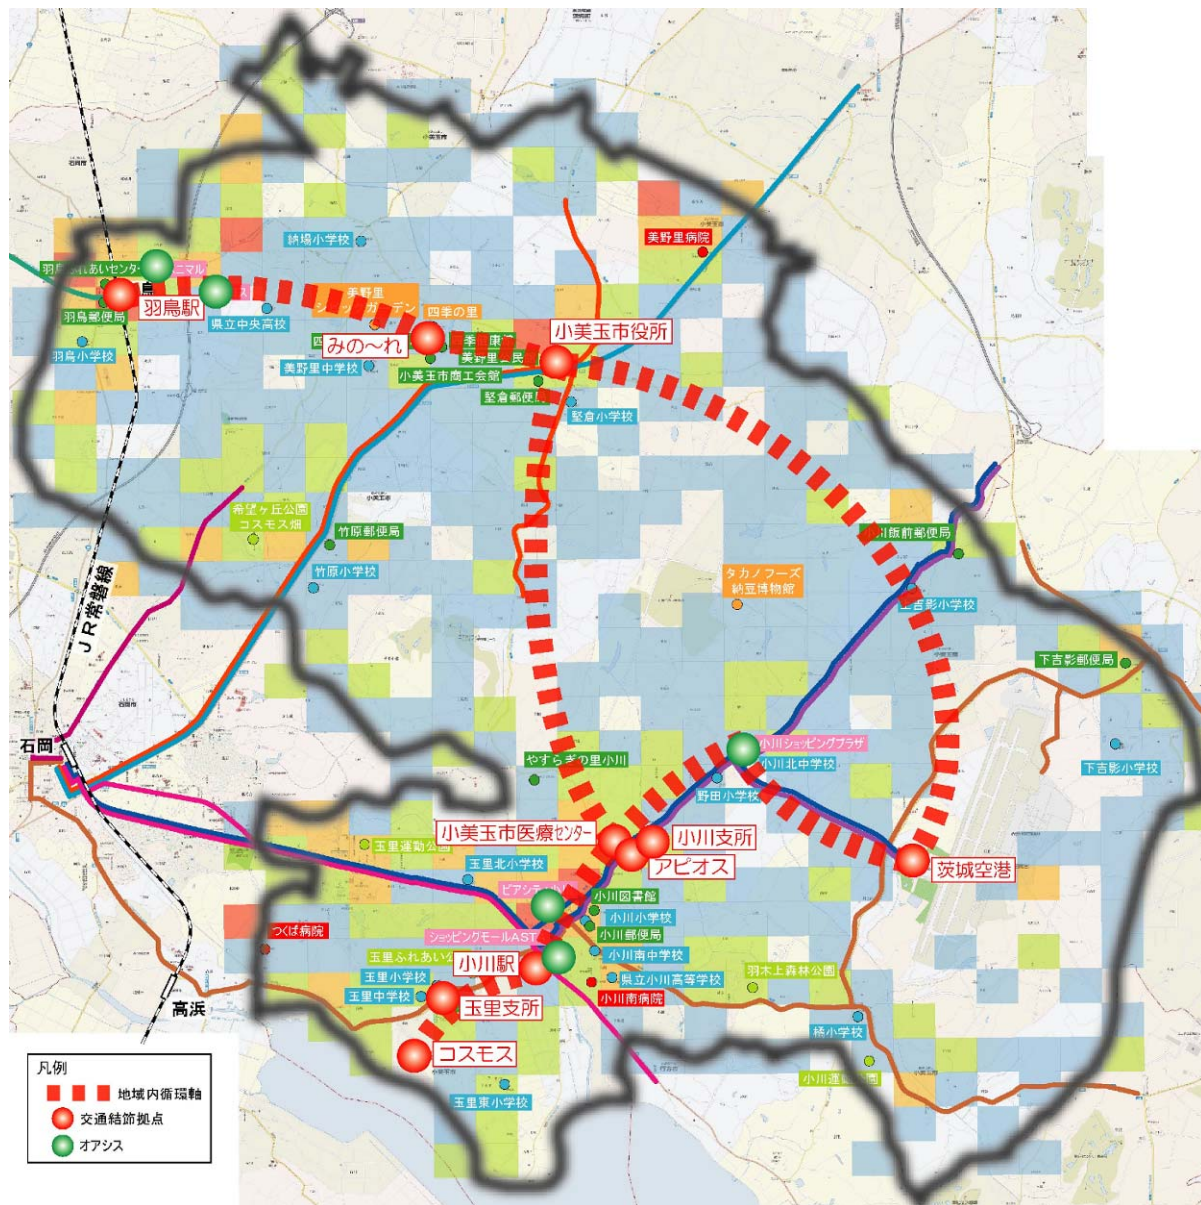 納場小学校
美野里病院
羽鳥駅
羽鳥郵便局
県立中央高校
羽鳥小学校
美野里
四季の里
みの～れ
小美玉市役所
美野里中学校
小美玉市商工会館
堅倉郵便局
堅倉小学校
希望ヶ丘公園
コスモス畑
竹原郵便局
竹原小学校
小川飯前郵便局
タカノフーズ
納豆博物館
上吉影小学校
下吉影郵便局
下吉影小学校
JR常磐線
石岡
やすらぎの里小川
小川ショッピングプラザ
小川北中学校
野田小学校
小美玉市医療センター
小川支所
アピオス
茨城空港
玉里運動公園
玉里北小学校
小川図書館
小川小学校
小川郵便局
ショッピングモールAST
つくば病院
小川駅
小川南中学校
県立小川高等学校
小川南病院
玉里小学校
玉里中学校
玉里支所
コスモス
羽木上森林公園
橘小学校
玉里東小学校
高浜
凡例
地域内循環軸
交通結節拠点
オアシス